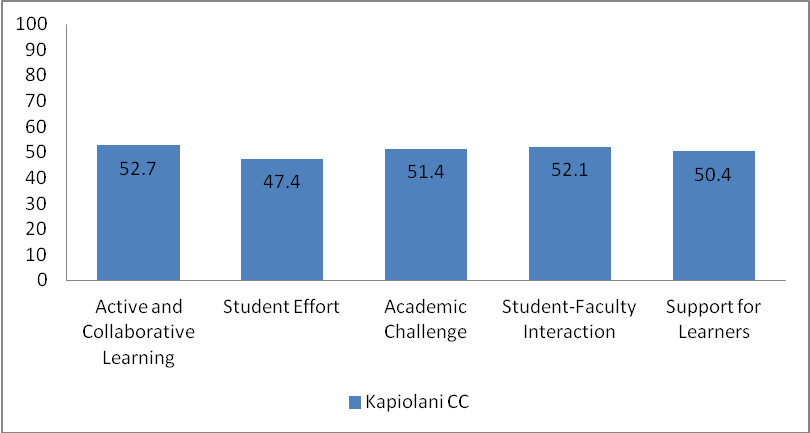 100
90
80
70
60
50
40
30
20
10
0
52.7
47.4
51.4
52.1
50.4
Active and
Collaborative
Learning
Student Effort
Academic
Challenge
Student-Faculty
Interaction
Support for
Learners
Kapiolani CC